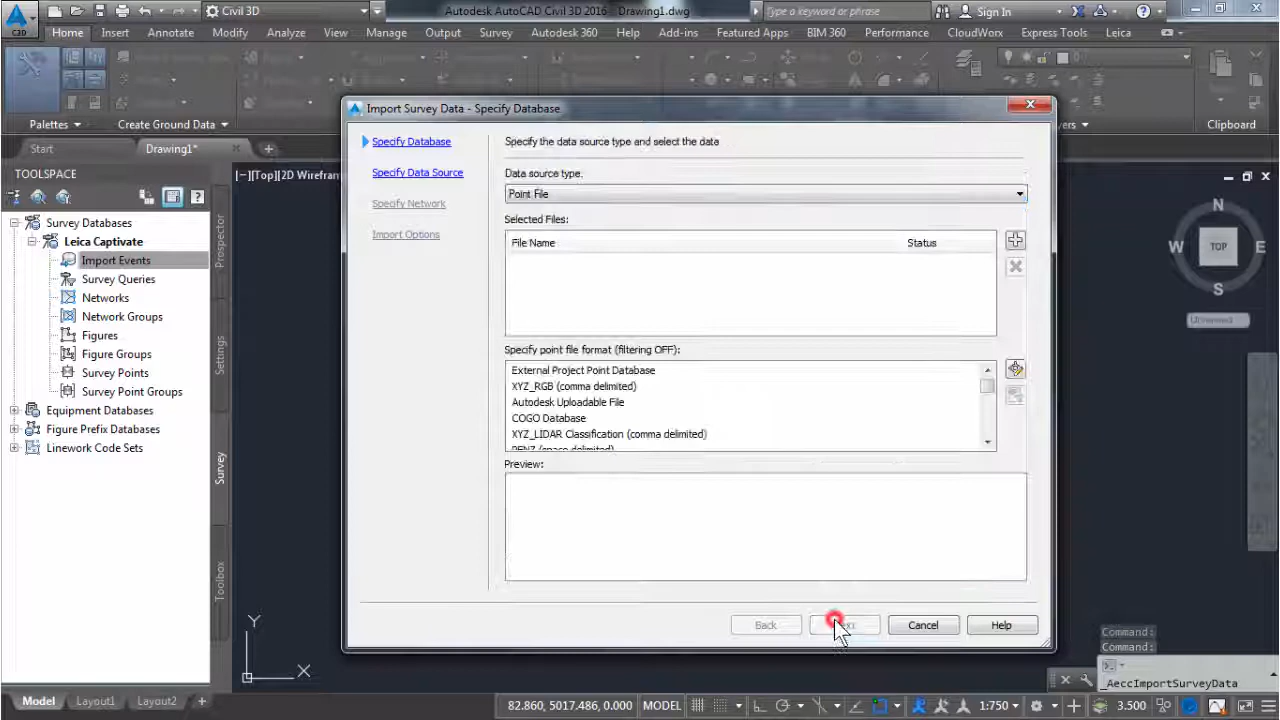 Civil 3D
Autodesk AutoCAD Civil 3D 2016 - Drawing1.dwg
Type a keyword or phrase
Sign In
C3D
Home Insert Annotate Modify Analyze View Manage Output Survey Autodesk 360 Help Add-ins Featured Apps BIM 360 Performance CloudWorx Express Tools Leica
Palettes
Create Ground Data
Clipboard
Start
Drawing1*
TOOLSPACE
Survey Databases
Leica Captivate
Import Events
Survey Queries
Networks
Network Groups
Figures
Figure Groups
Survey Points
Survey Point Groups
Equipment Databases
Figure Prefix Databases
Linework Code Sets
Prospector
Settings
Survey
Toolbox
[−][Top][2D Wirefram
Import Survey Data - Specify Database
Specify Database
Specify Data Source
Specify Network
Import Options
Specify the data source type and select the data
Data source type:
Point File
Selected Files:
File Name Status
Specify point file format (filtering OFF):
External Project Point Database
XYZ_RGB (comma delimited)
Autodesk Uploadable File
COGO Database
XYZ_LIDAR Classification (comma delimited)
PENZ (space delimited)
Preview:
Back
Cancel
Help
N
W TOP E
S
Unnamed
Y
X
Command:
Command:
_AeccImportSurveyData
Model Layout1 Layout2
82.860, 5017.486, 0.000 MODEL
1:750
3.500